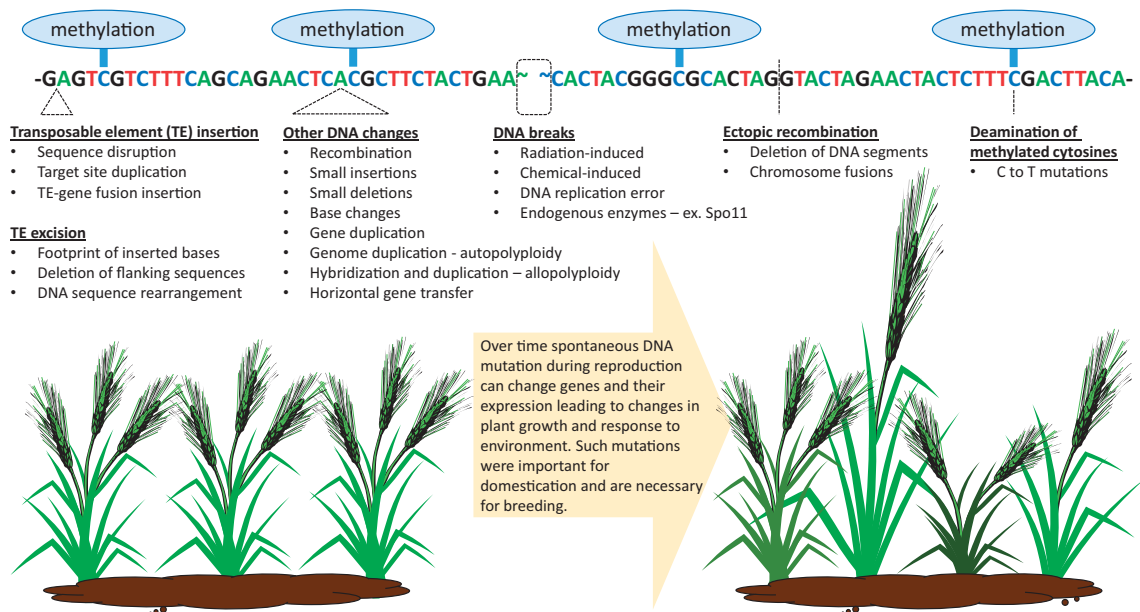 methylation
methylation
methylation
methylation
-GAGTCGTCTTTCAGCAGAACTCACGCTTCTACTGAA~ ~CACTACGGGCGCACTAGGTACTAGAACTACTCTTTCGACTTACA-
Transposable element (TE) insertion
• Sequence disruption
• Target site duplication
• TE-gene fusion insertion
TE excision
• Footprint of inserted bases
• Deletion of flanking sequences
• DNA sequence rearrangement
Other DNA changes
• Recombination
• Small insertions
• Small deletions
• Base changes
• Gene duplication
• Genome duplication - autopolyploidy
• Hybridization and duplication – allopolyploidy
• Horizontal gene transfer
DNA breaks
• Radiation-induced
• Chemical-induced
• DNA replication error
• Endogenous enzymes – ex. Spo11
Ectopic recombination
• Deletion of DNA segments
• Chromosome fusions
Deamination of
methylated cytosines
• C to T mutations
Over time spontaneous DNA
mutation during reproduction
can change genes and their
expression leading to changes in
plant growth and response to
environment. Such mutations
were important for
domestication and are necessary
for breeding.